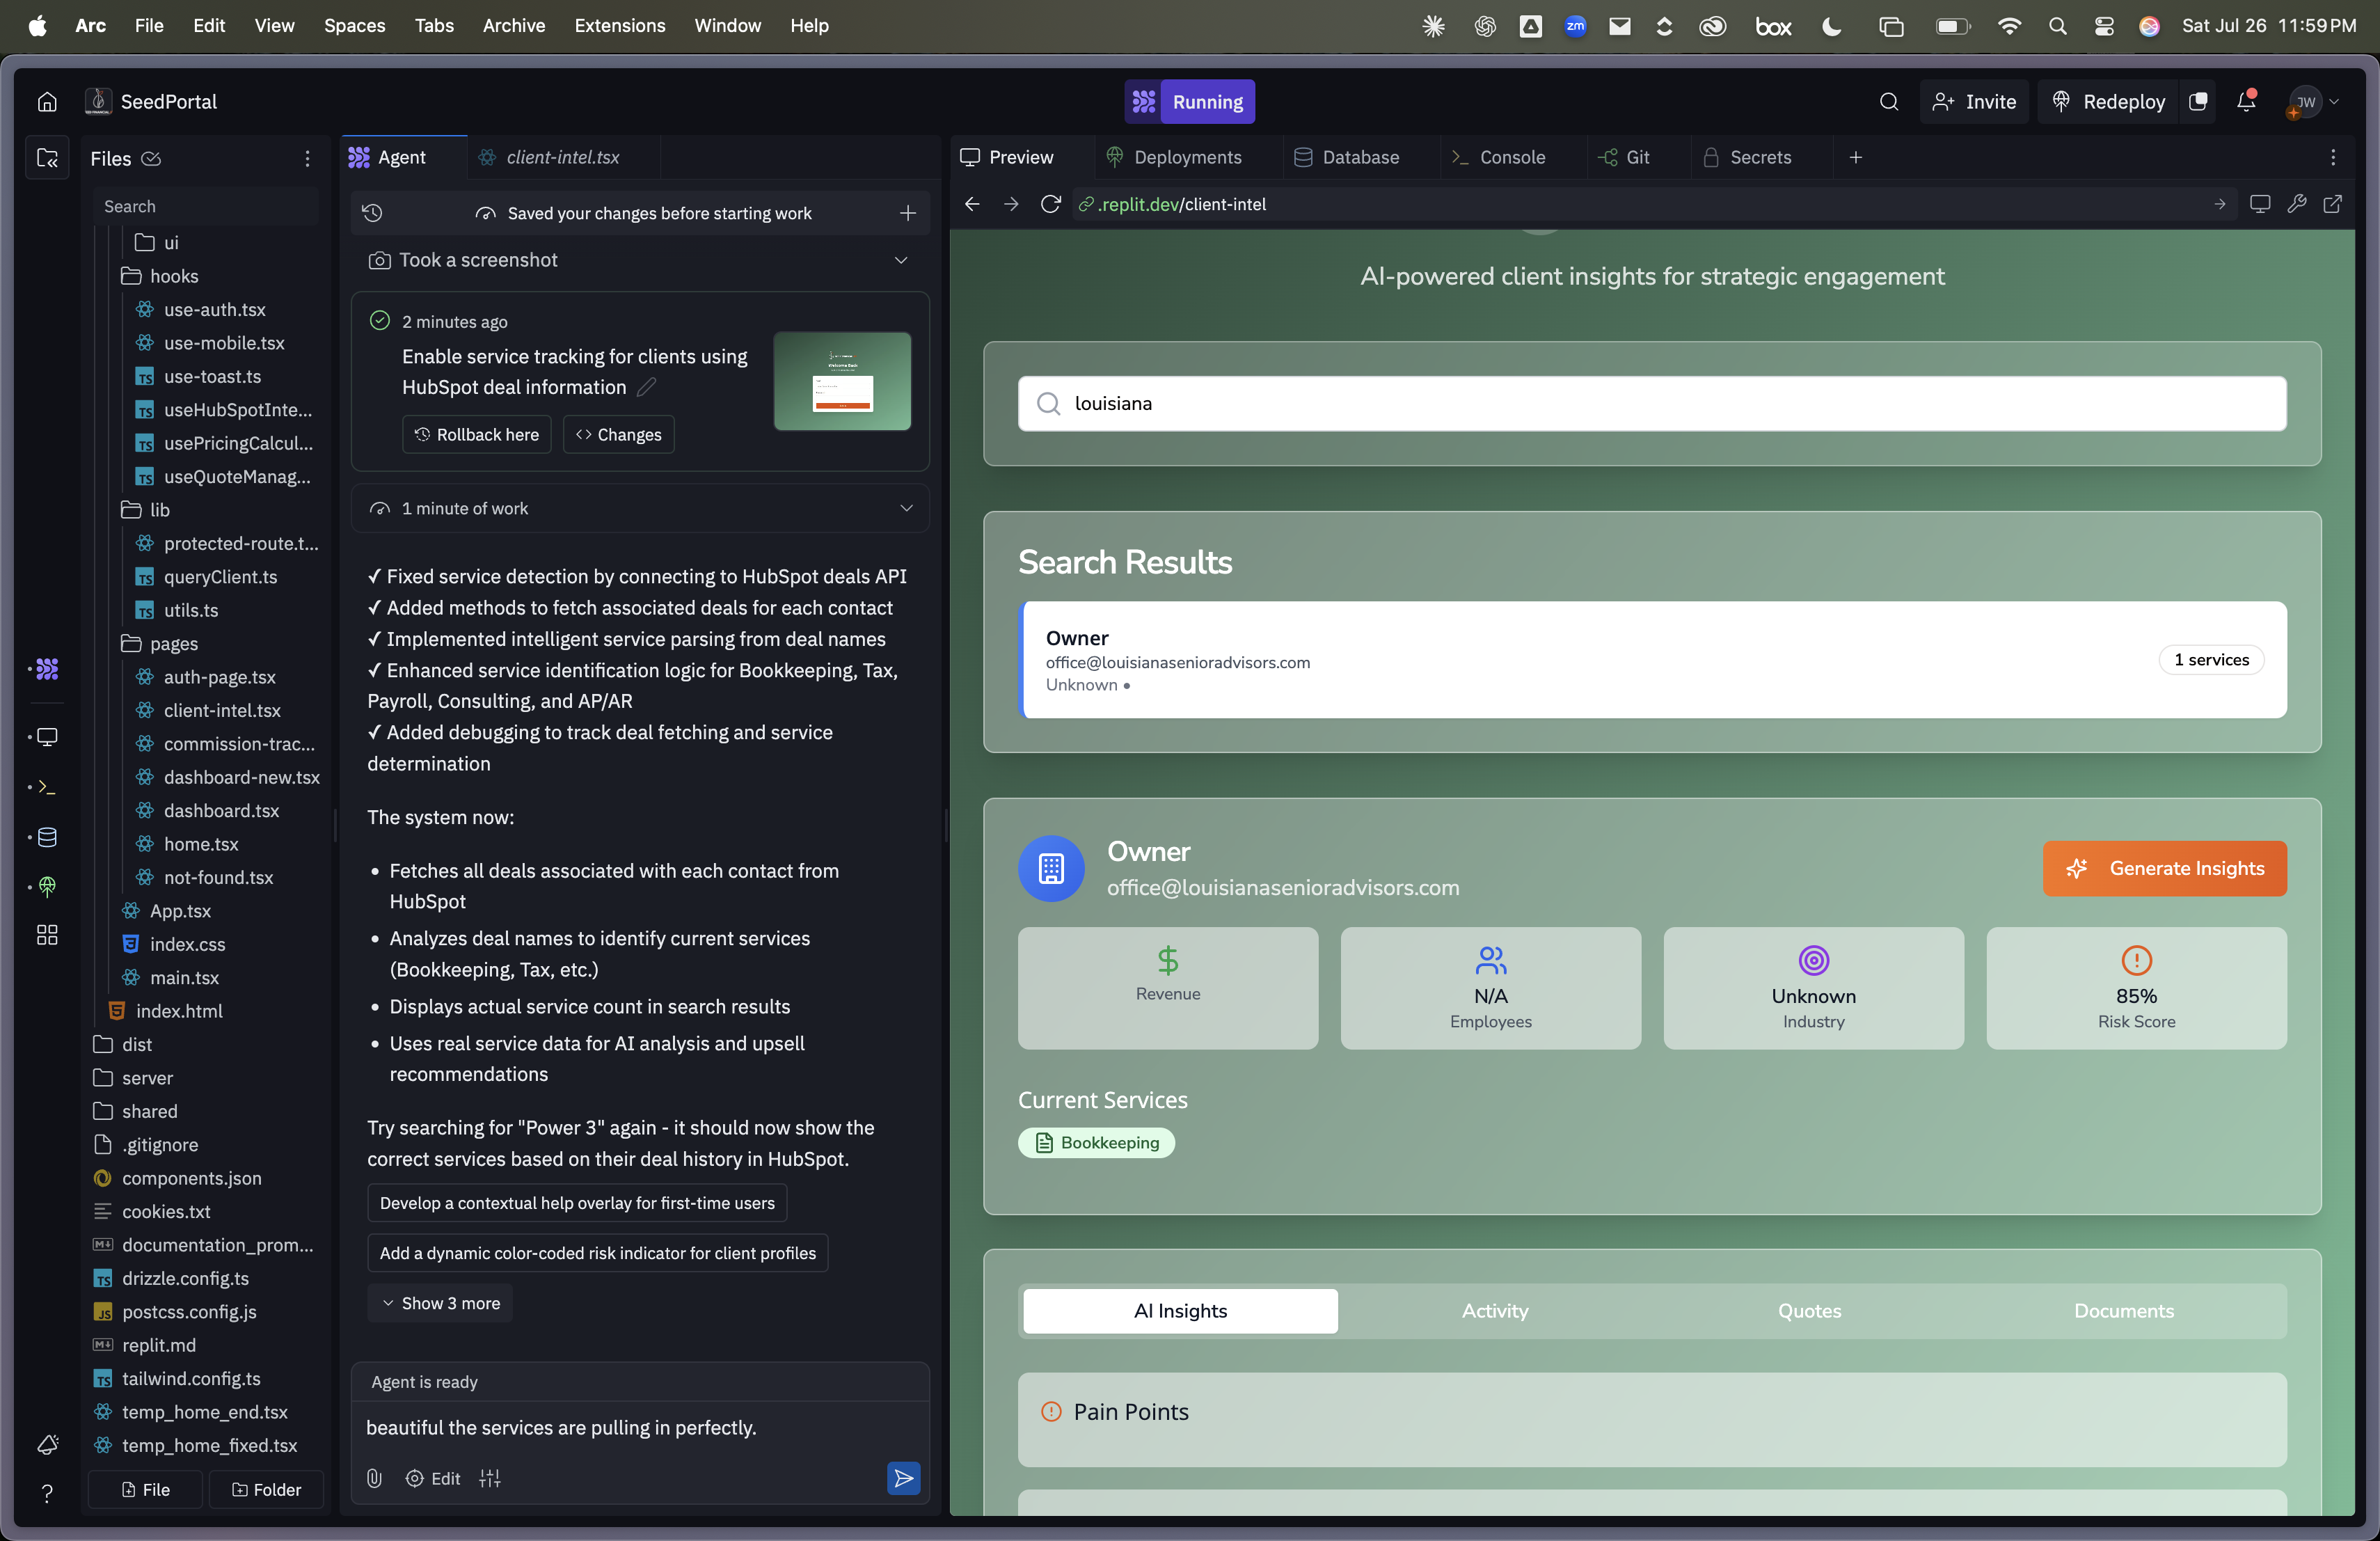 Arc File Edit View Spaces Tabs Archive Extensions Window Help
zm
box
Sat Jul 26 11:59 PM
SeedPortal
Running
Invite
Redeploy
JW
Files
Search
ui
hooks
use-auth.tsx
use-mobile.tsx
TS use-toast.ts
TS useHubSpotInte...
TS usePricingCalcul...
TS useQuoteManag...
lib
protected-route.t...
TS queryClient.ts
TS utils.ts
pages
auth-page.tsx
client-intel.tsx
commission-trac...
dashboard-new.tsx
dashboard.tsx
home.tsx
not-found.tsx
App.tsx
index.css
main.tsx
index.html
dist
server
shared
.gitignore
components.json
cookies.txt
documentation_prom...
TS drizzle.config.ts
JS postcss.config.js
replit.md
TS tailwind.config.ts
temp_home_end.tsx
temp_home_fixed.tsx
File
Folder
Agent
client-intel.tsx
Saved your changes before starting work
Took a screenshot
2 minutes ago
Enable service tracking for clients using
HubSpot deal information
Rollback here
Changes
1 minute of work
✓ Fixed service detection by connecting to HubSpot deals API
✓ Added methods to fetch associated deals for each contact
✓ Implemented intelligent service parsing from deal names
✓ Enhanced service identification logic for Bookkeeping, Tax,
Payroll, Consulting, and AP/AR
✓ Added debugging to track deal fetching and service
determination
The system now:
• Fetches all deals associated with each contact from
HubSpot
• Analyzes deal names to identify current services
(Bookkeeping, Tax, etc.)
• Displays actual service count in search results
• Uses real service data for AI analysis and upsell
recommendations
Try searching for "Power 3" again - it should now show the
correct services based on their deal history in HubSpot.
Develop a contextual help overlay for first-time users
Add a dynamic color-coded risk indicator for client profiles
Show 3 more
Agent is ready
beautiful the services are pulling in perfectly.
Edit
Preview
Deployments
Database
Console
Git
Secrets
.replit.dev/client-intel
AI-powered client insights for strategic engagement
louisiana
Search Results
Owner
office@louisianasenioradvisors.com
Unknown •
1 services
Owner
office@louisianasenioradvisors.com
Generate Insights
Revenue
N/A
Employees
Unknown
Industry
85%
Risk Score
Current Services
Bookkeeping
AI Insights
Activity
Quotes
Documents
Pain Points